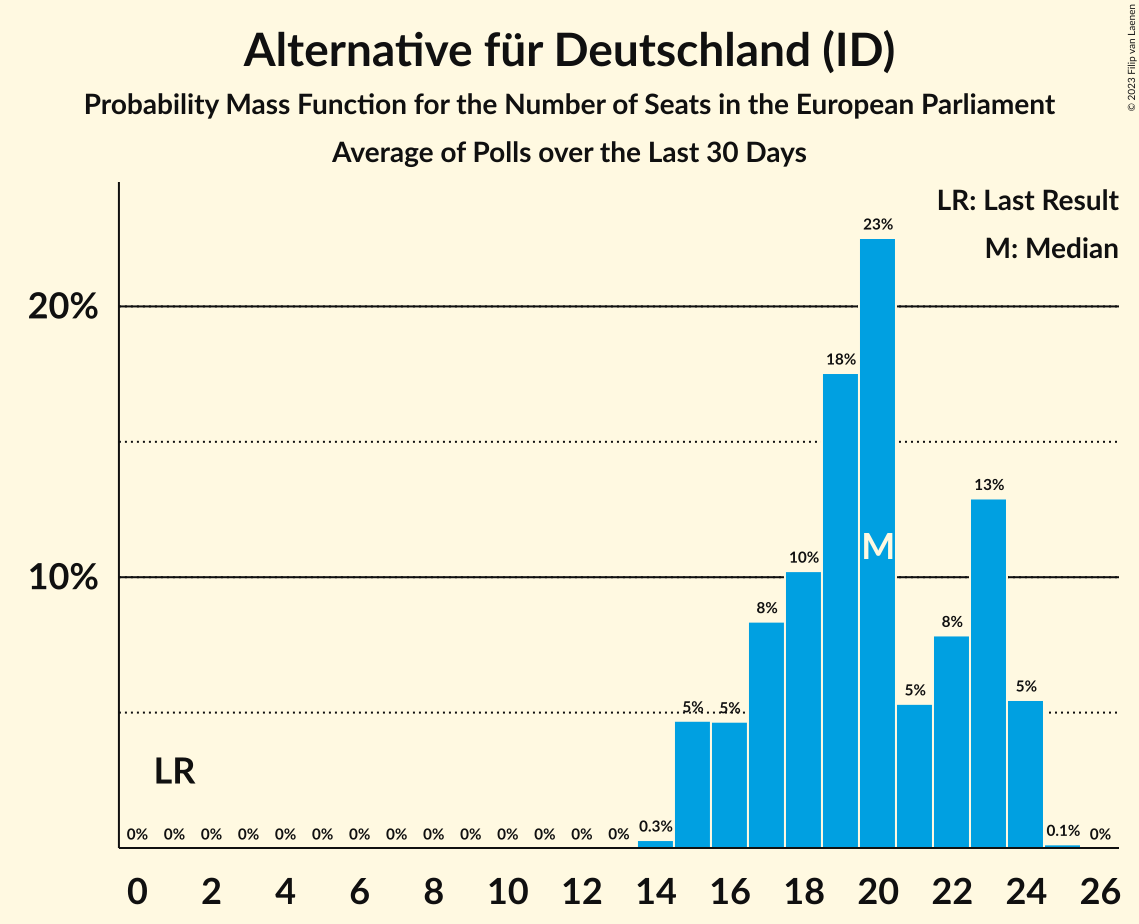 Alternative für Deutschland (ID)
Probability Mass Function for the Number of Seats in the European Parliament
Average of Polls over the Last 30 Days
© 2023 Filip van Laenen
LR: Last Result
M: Median
23%
20%
18%
13%
M
10%
10%
8%
8%
5%
5%
5%
5%
LR
0% 0% 0% 0% 0% 0% 0% 0% 0% 0% 0% 0% 0% 0% 0.3% 0.1% 0%
0 2 4 6 8 10 12 14 16 18 20 22 24 26